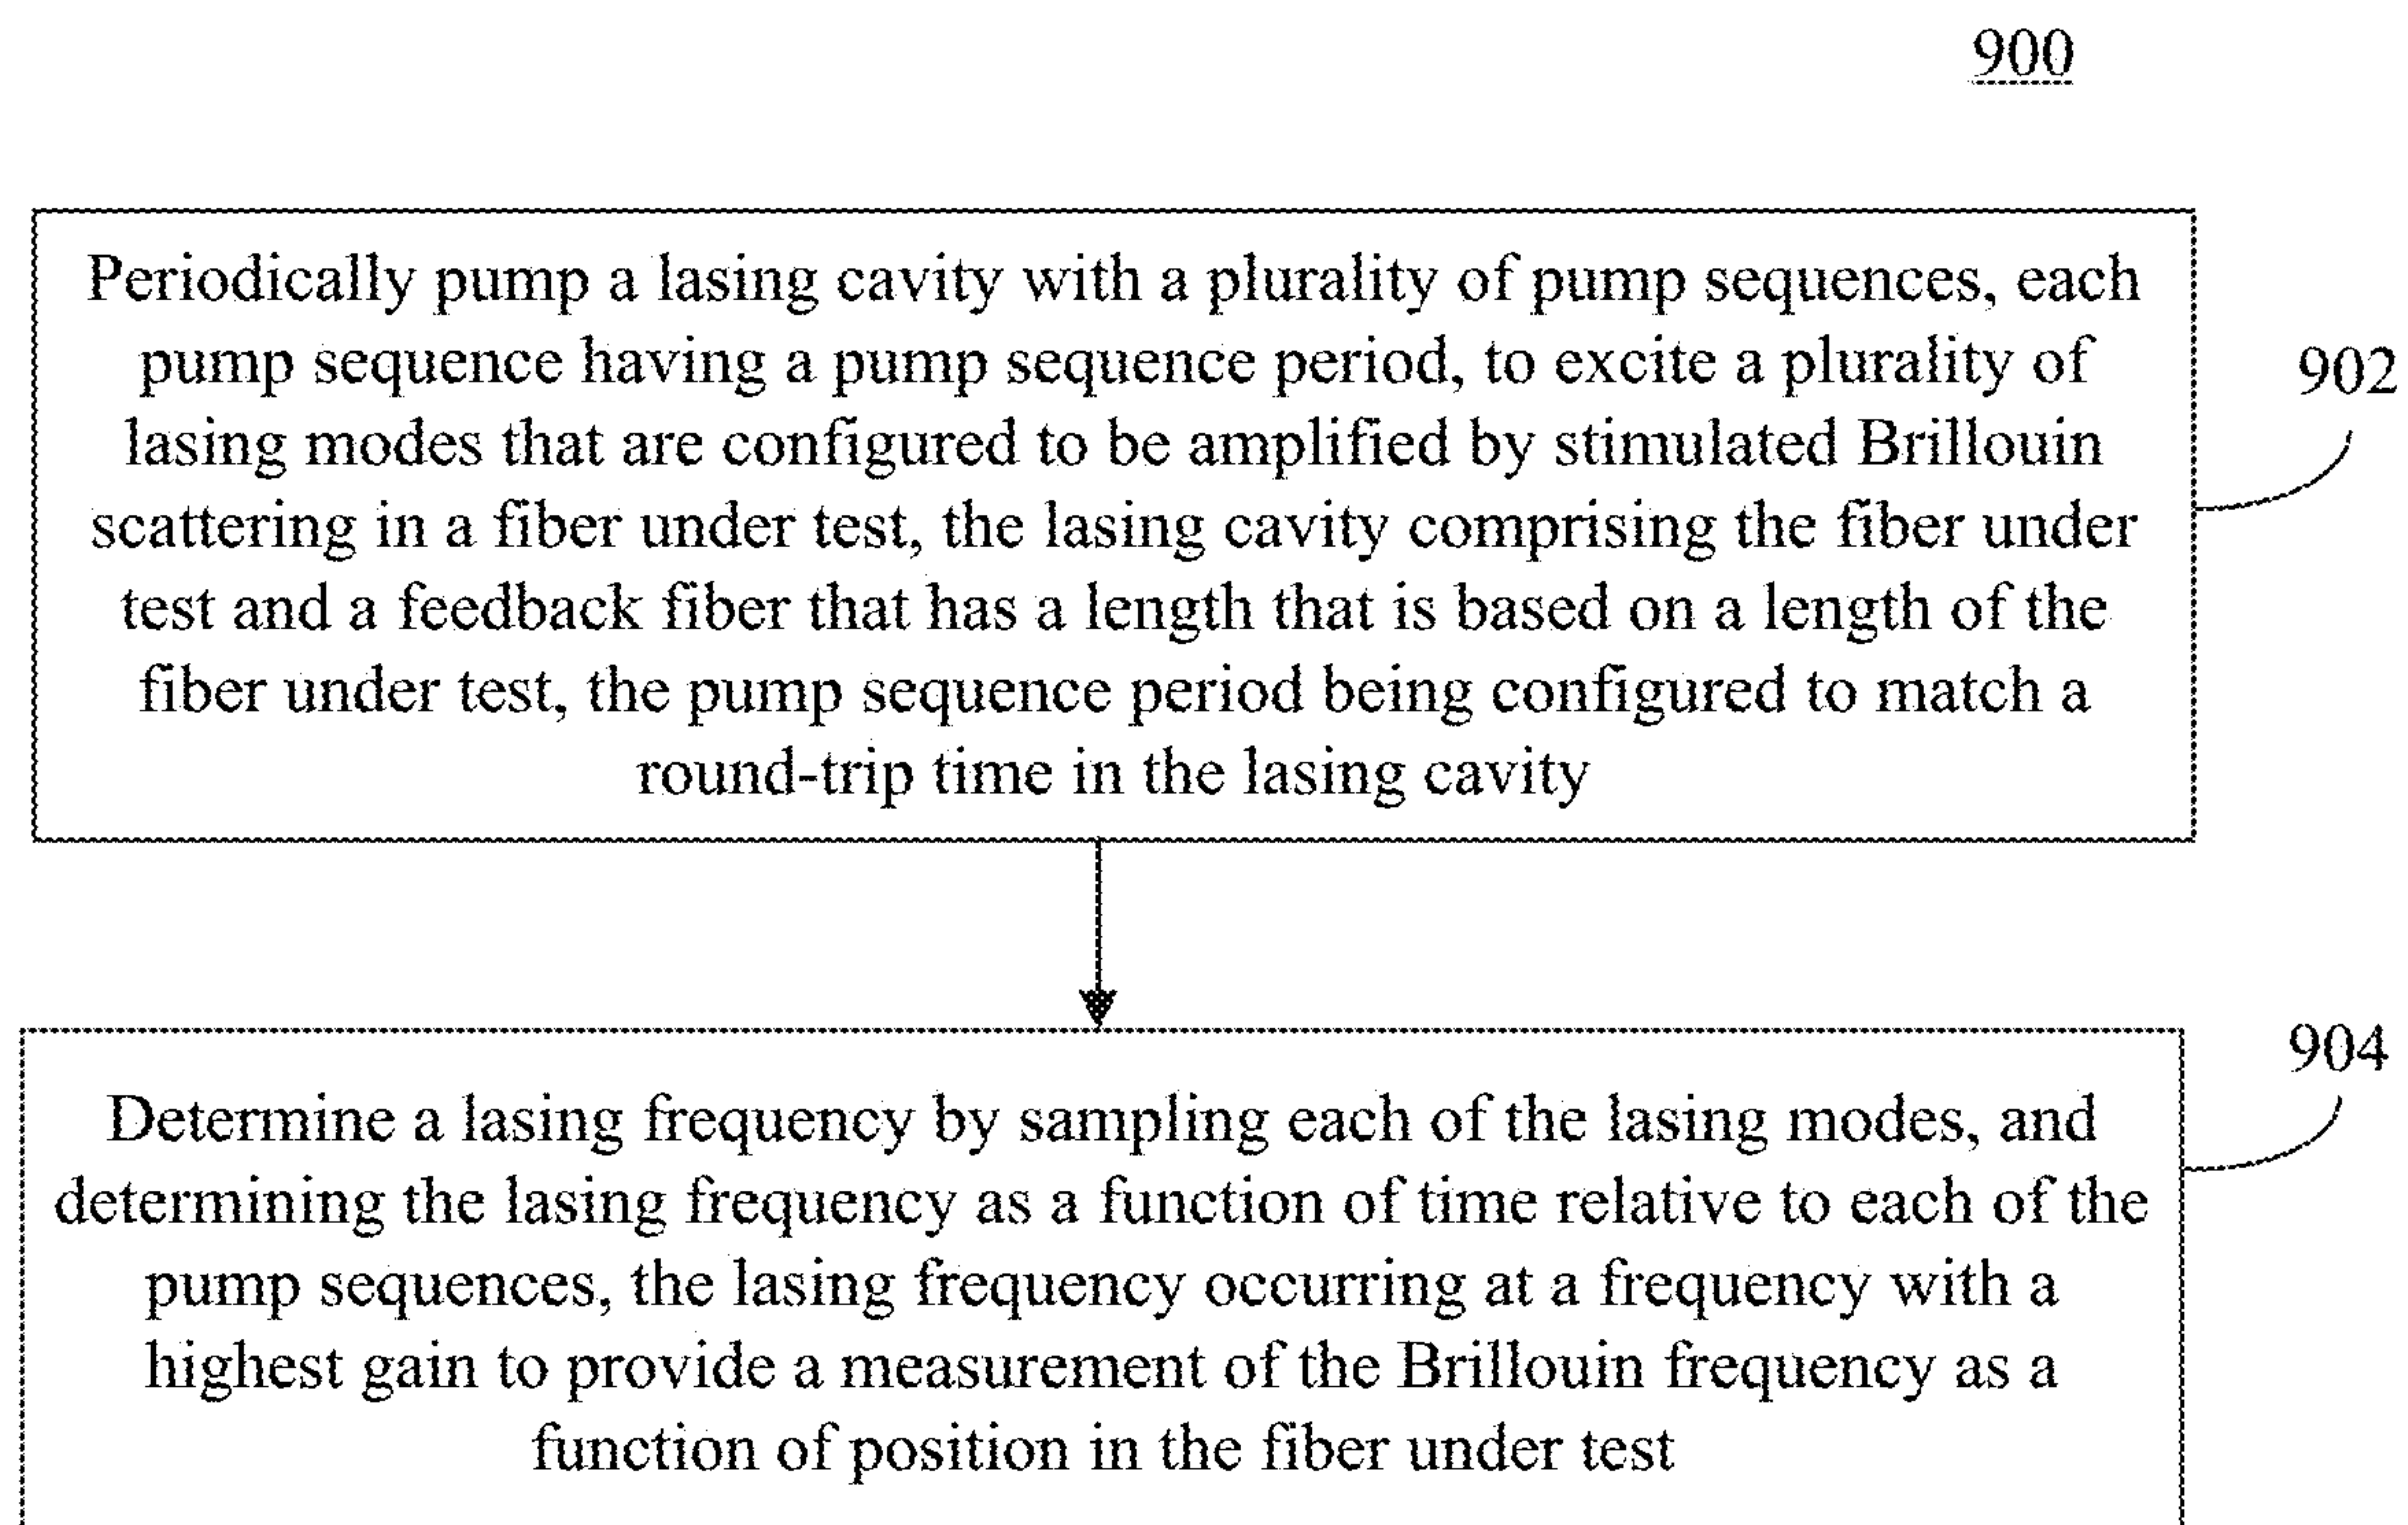 900
Periodically pump a lasing cavity with a plurality of pump sequences, each
pump sequence having a pump sequence period, to excite a plurality of
902
lasing modes that are configured to be amplified by stimulated Brillouin
scattering in a fiber under test, the lasing cavity comprising the fiber under
test and a feedback fiber that has a length that is based on a length of the
fiber under test, the pump sequence period being configured to match a
round-trip time in the lasing cavity
904
Determine a lasing frequency by sampling each of the lasing modes, and
determining the lasing frequency as a function of time relative to each of the
pump sequences, the lasing frequency occurring at a frequency with a
highest gain to provide a measurement of the Brillouin frequency as a
function of position in the fiber under test